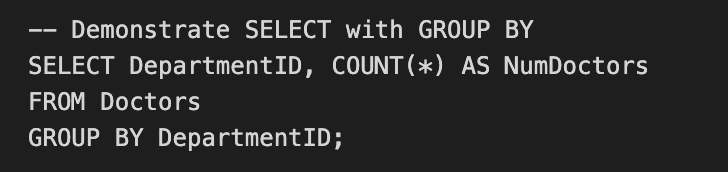 -- Demonstrate SELECT with GROUP BY
SELECT DepartmentID, COUNT(*) AS NumDoctors
FROM Doctors
GROUP BY DepartmentID;